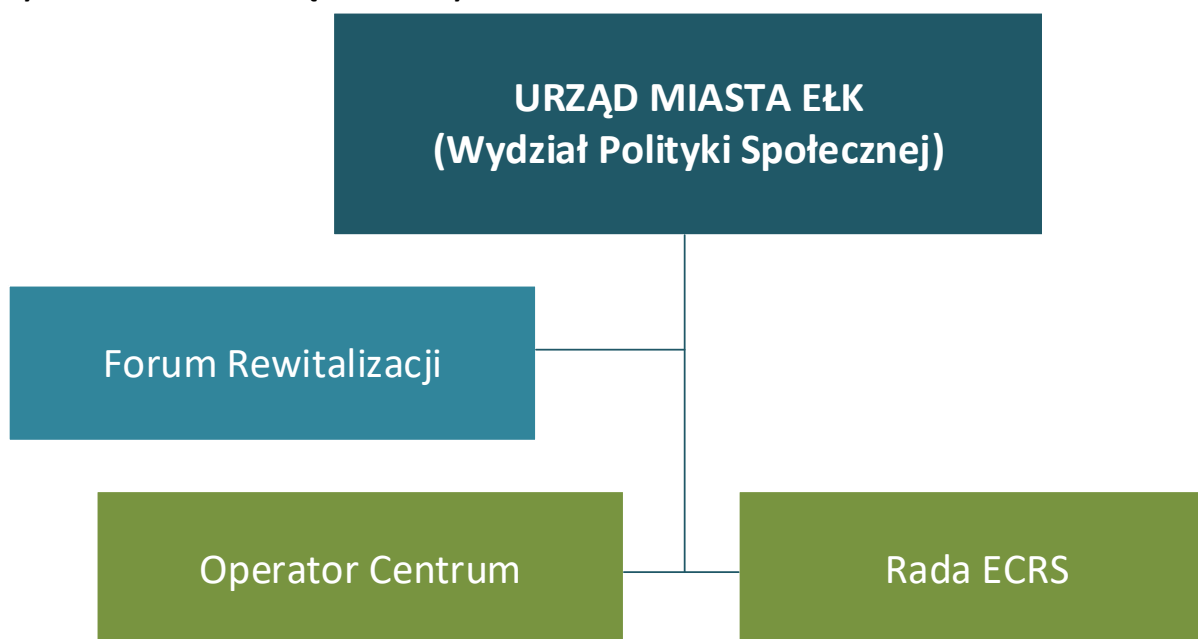 URZĄD MIASTA EŁK
(Wydział Polityki Społecznej)
Forum Rewitalizacji
Operator Centrum
Rada ECRS